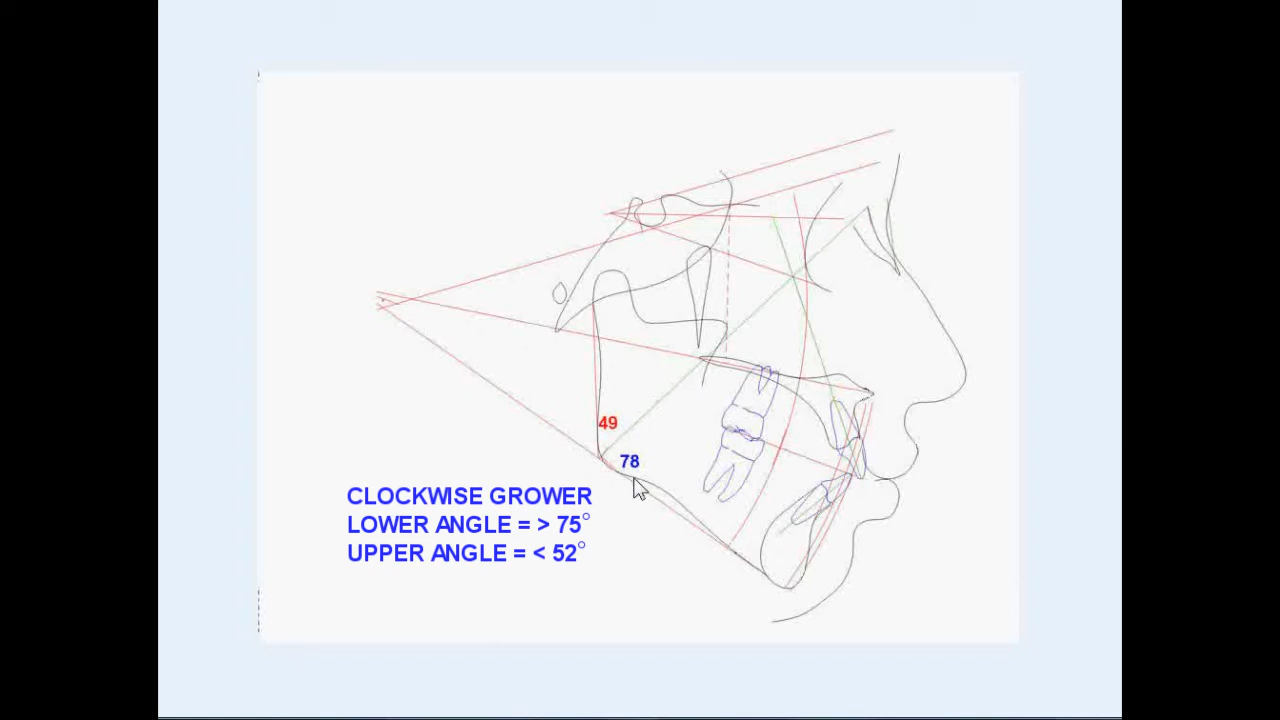 49
78
CLOCKWISE GROWER
LOWER ANGLE = > 75°
UPPER ANGLE = < 52°